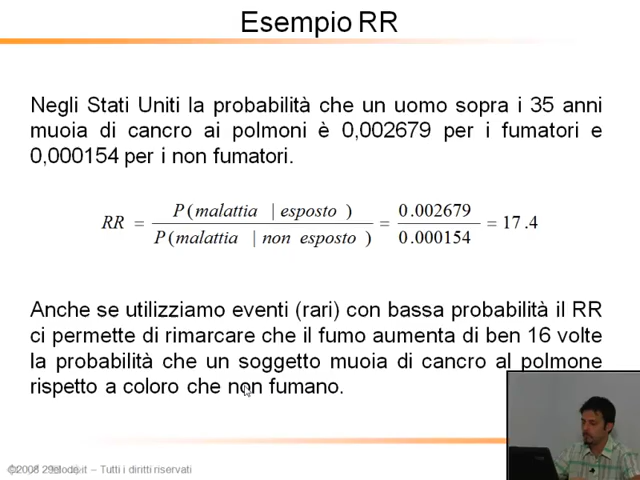 Esempio RR
Negli Stati Uniti la probabilità che un uomo sopra i 35 anni
muoia di cancro ai polmoni è 0,002679 per i fumatori e
0,000154 per i non fumatori.
RR = P(malattia | esposto) / P(malattia | non esposto) = 0.002679 / 0.000154 = 17.4
Anche se utilizziamo eventi (rari) con bassa probabilità il RR
ci permette di rimarcare che il fumo aumenta di ben 16 volte
la probabilità che un soggetto muoia di cancro al polmone
rispetto a coloro che non fumano.
– Tutti i diritti riservati